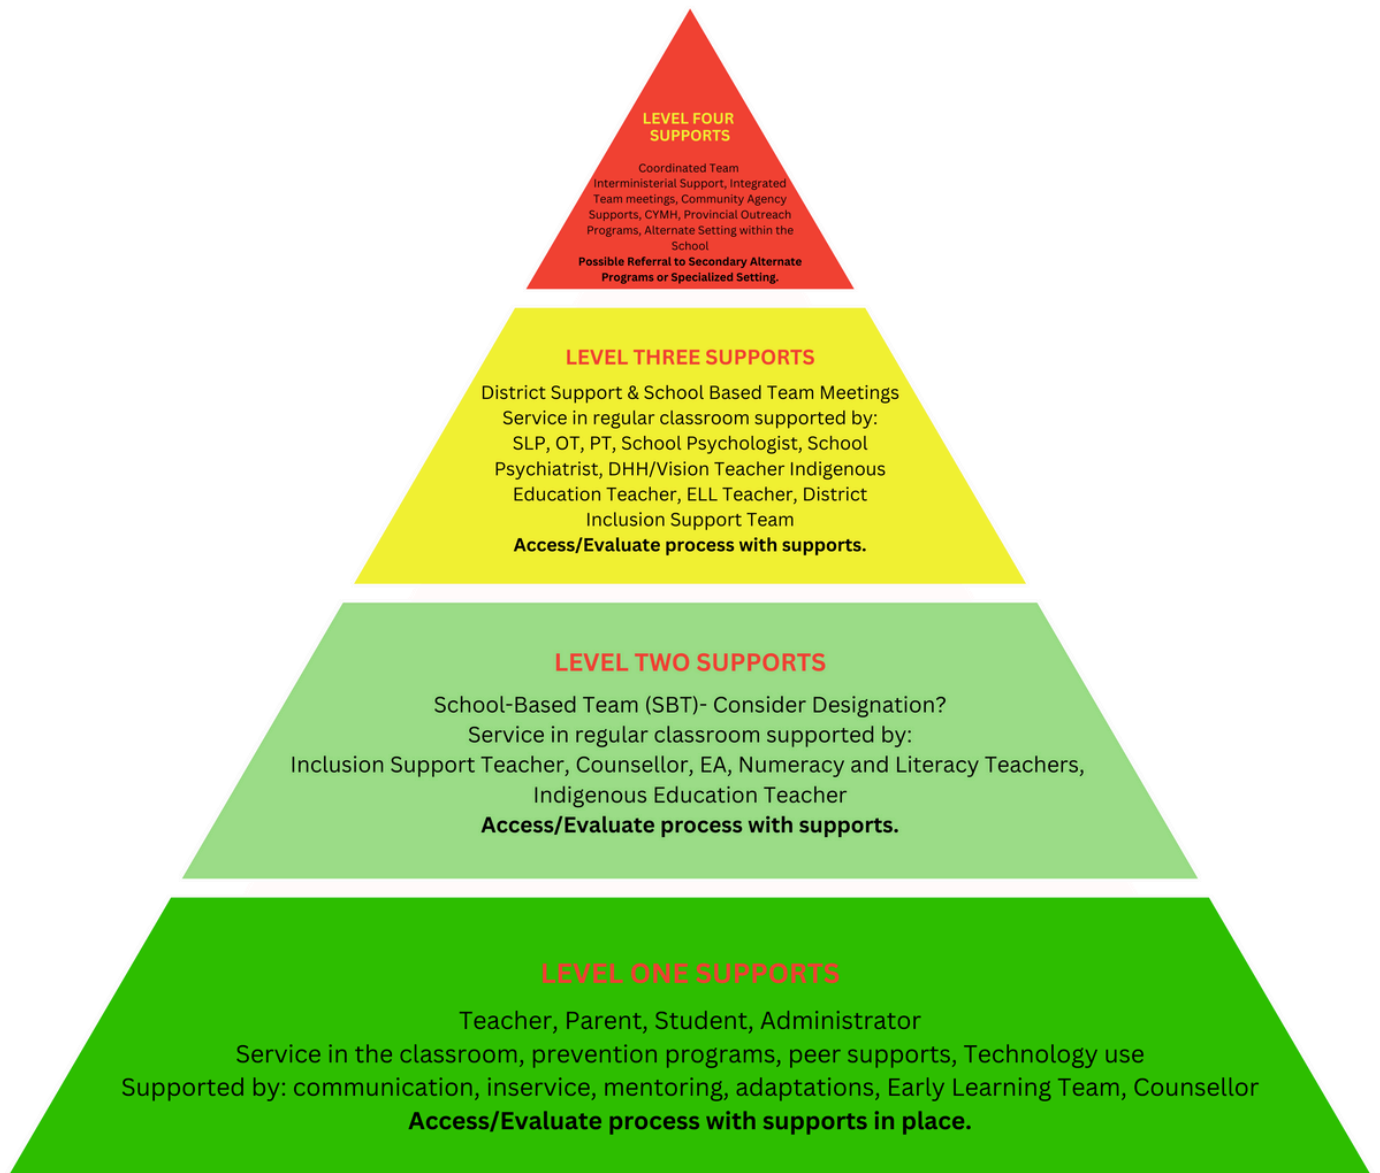 LEVEL FOUR
SUPPORTS
Coordinated Team
Interministerial Support, Integrated
Team meetings, Community Agency
Supports, CYMH, Provincial Outreach
Programs, Alternate Setting within the
School
Possible Referral to Secondary Alternate
Programs or Specialized Setting.
LEVEL THREE SUPPORTS
District Support & School Based Team Meetings
Service in regular classroom supported by:
SLP, OT, PT, School Psychologist, School
Psychiatrist, DHH/Vision Teacher Indigenous
Education Teacher, ELL Teacher, District
Inclusion Support Team
Access/Evaluate process with supports.
LEVEL TWO SUPPORTS
School-Based Team (SBT)- Consider Designation?
Service in regular classroom supported by:
Inclusion Support Teacher, Counsellor, EA, Numeracy and Literacy Teachers,
Indigenous Education Teacher
Access/Evaluate process with supports.
LEVEL ONE SUPPORTS
Teacher, Parent, Student, Administrator
Service in the classroom, prevention programs, peer supports, Technology use
Supported by: communication, inservice, mentoring, adaptations, Early Learning Team, Counsellor
Access/Evaluate process with supports in place.